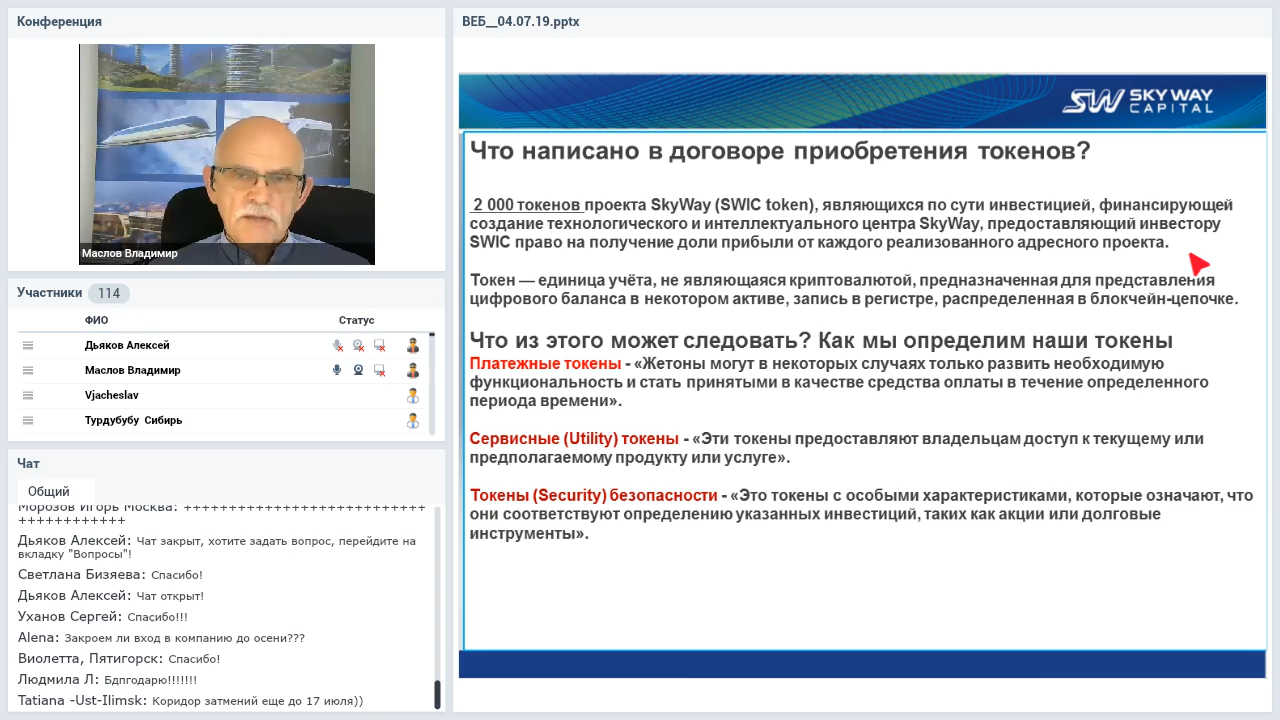 Конференция
Маслов Владимир
Участники 114
ФИО Статус
Дьяков Алексей
Маслов Владимир
Vjacheslav
Турдубубу Сибирь
Чат
Общий
Морозов Игорь Москва: +++++++++++++++++++++++++++
++++++++++++
Дьяков Алексей: Чат закрыт, хотите задать вопрос, перейдите на
вкладку "Вопросы"!
Светлана Бизяева: Спасибо!
Дьяков Алексей: Чат открыт!
Уханов Сергей: Спасибо!!!
Alena: Закроем ли вход в компанию до осени???
Виолетта, Пятигорск: Спасибо!
Людмила Л: Бдпгодарю!!!!!!!
Tatiana -Ust-Ilimsk: Коридор затмений еще до 17 июля))
ВЕБ__04.07.19.pptx
SW SKY WAY
CAPITAL
Что написано в договоре приобретения токенов?
2 000 токенов проекта SkyWay (SWIC token), являющихся по сути инвестицией, финансирующей
создание технологического и интеллектуального центра SkyWay, предоставляющий инвестору
SWIC право на получение доли прибыли от каждого реализованного адресного проекта.
Токен — единица учёта, не являющаяся криптовалютой, предназначенная для представления
цифрового баланса в некотором активе, запись в регистре, распределенная в блокчейн-цепочке.
Что из этого может следовать? Как мы определим наши токены
Платежные токены - «Жетоны могут в некоторых случаях только развить необходимую
функциональность и стать принятыми в качестве средства оплаты в течение определенного
периода времени».
Сервисные (Utility) токены - «Эти токены предоставляют владельцам доступ к текущему или
предполагаемому продукту или услуге».
Токены (Security) безопасности - «Это токены с особыми характеристиками, которые означают, что
они соответствуют определению указанных инвестиций, таких как акции или долговые
инструменты».